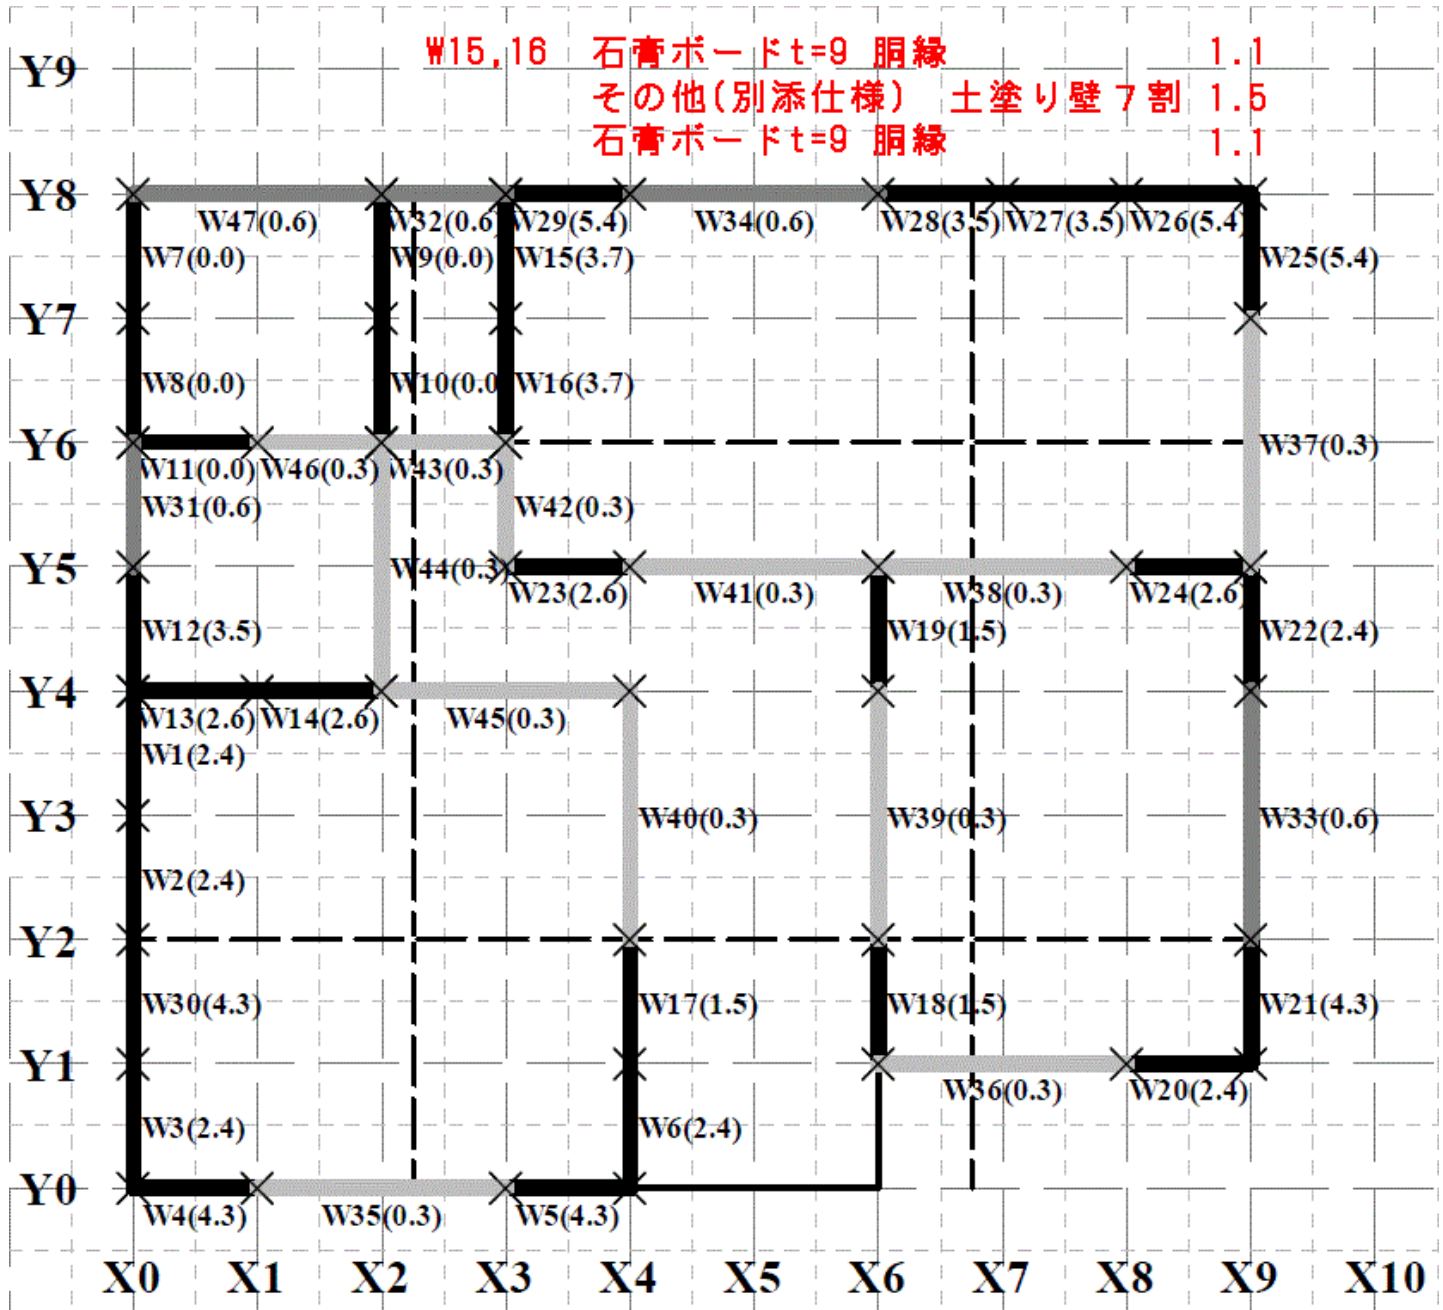 ₩15,16 石膏ボードt=9 胴縁 1.1
Y9
その他(別添仕様) 土塗り壁7割 1.5
石膏ボードt=9 胴縁 1.1
Y8
W47(0.6) W32(0.6) W29(5.4) W34(0.6) W28(3.5) W27(3.5) W26(5.4)
W7(0.0) W9(0.0) W15(3.7) W25(5.4)
Y7
W8(0.0) W10(0.0 W16(3.7)
Y6 W37(0.3)
W11(0.0) W46(0.3) W43(0.3)
W31(0.6) W42(0.3)
Y5 W44(0.3
W23(2.6) W41(0.3) W38(0.3) W24(2.6)
W12(3.5) W19(1.5) W22(2.4)
Y4
W13(2.6) W14(2.6) W45(0.3)
W1(2.4)
Y3 W40(0.3) W39(0.3) W33(0.6)
W2(2.4)
Y2
W30(4.3) W17(1.5) W18(1.5) W21(4.3)
Y1
W36(0.3) W20(2.4)
W3(2.4) W6(2.4)
Y0
W4(4.3) W35(0.3) W5(4.3)
X0 X1 X2 X3 X4 X5 X6 X7 X8 X9 X10